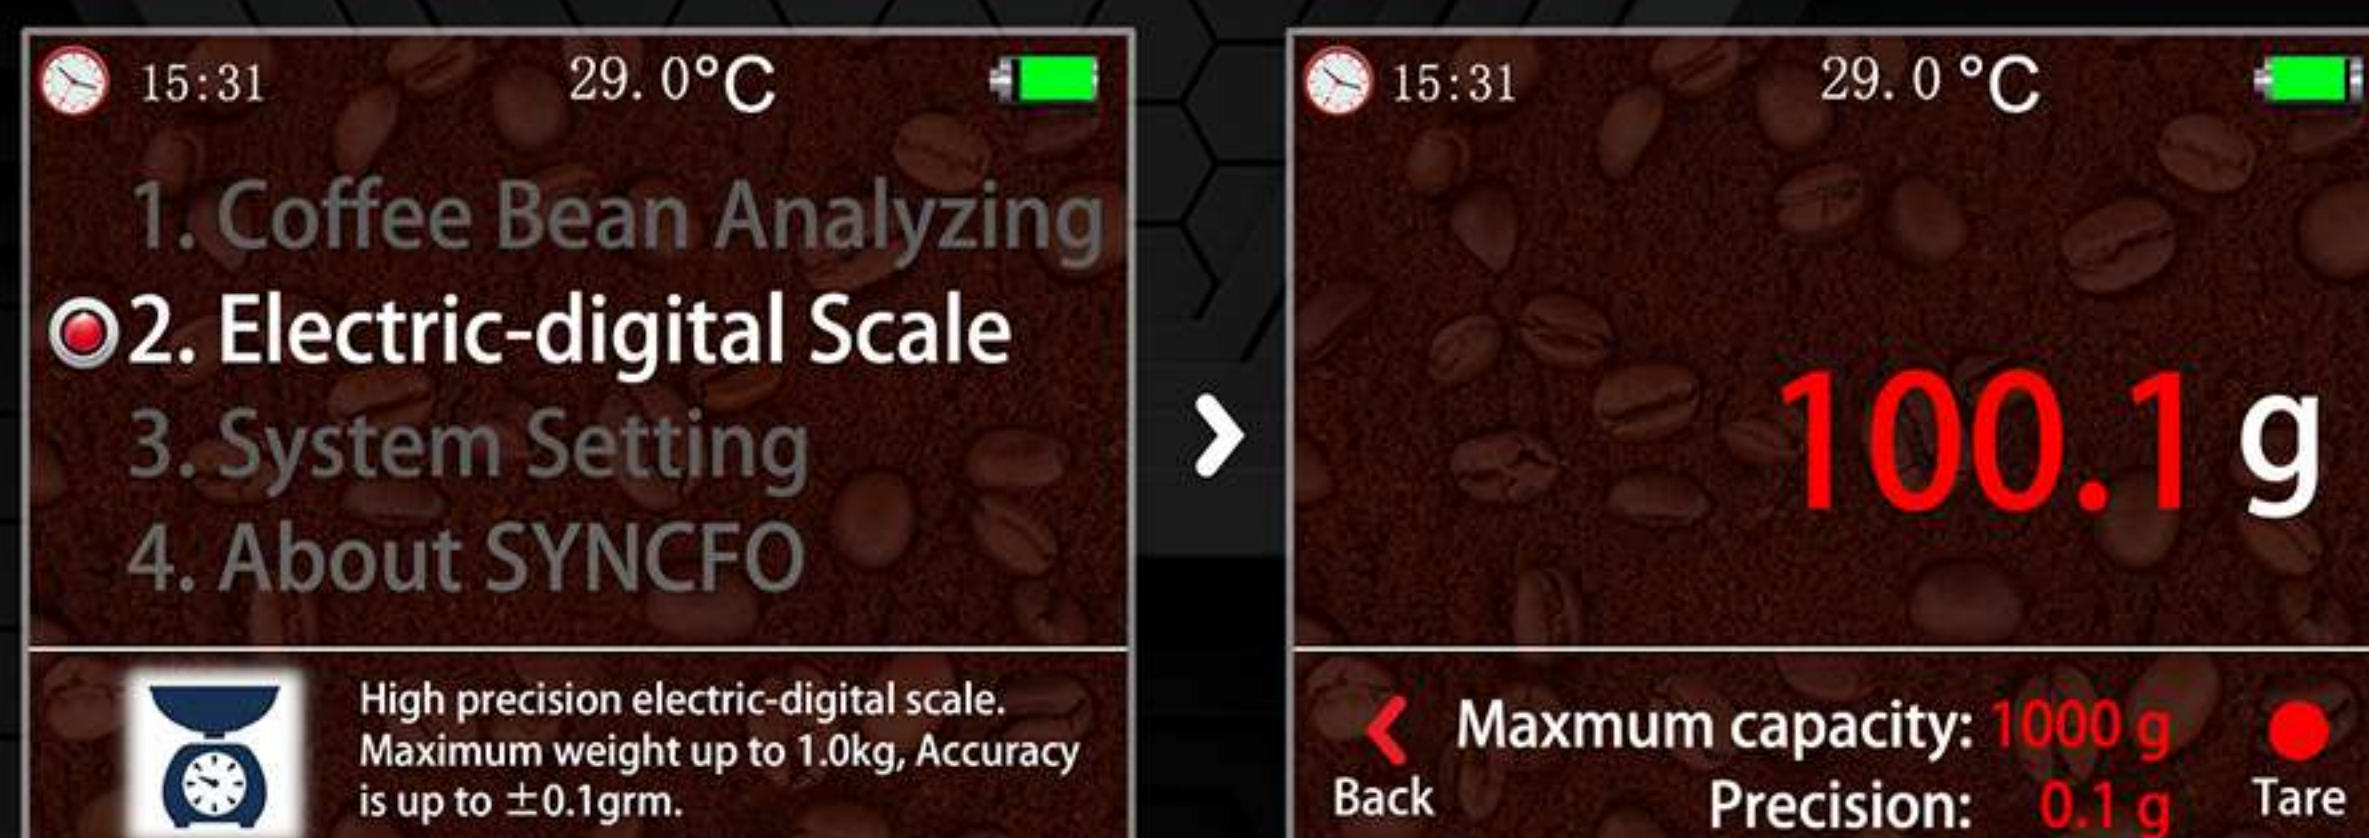 15:31 29.0°C
1. Coffee Bean Analyzing
2. Electric-digital Scale
3. System Setting
4. About SYNCFO
High precision electric-digital scale.
Maximum weight up to 1.0kg, Accuracy
is up to ±0.1grm.
15:31 29.0 °C
100.1 g
Maxmum capacity: 1000 g
Precision: 0.1 g
Back
Tare